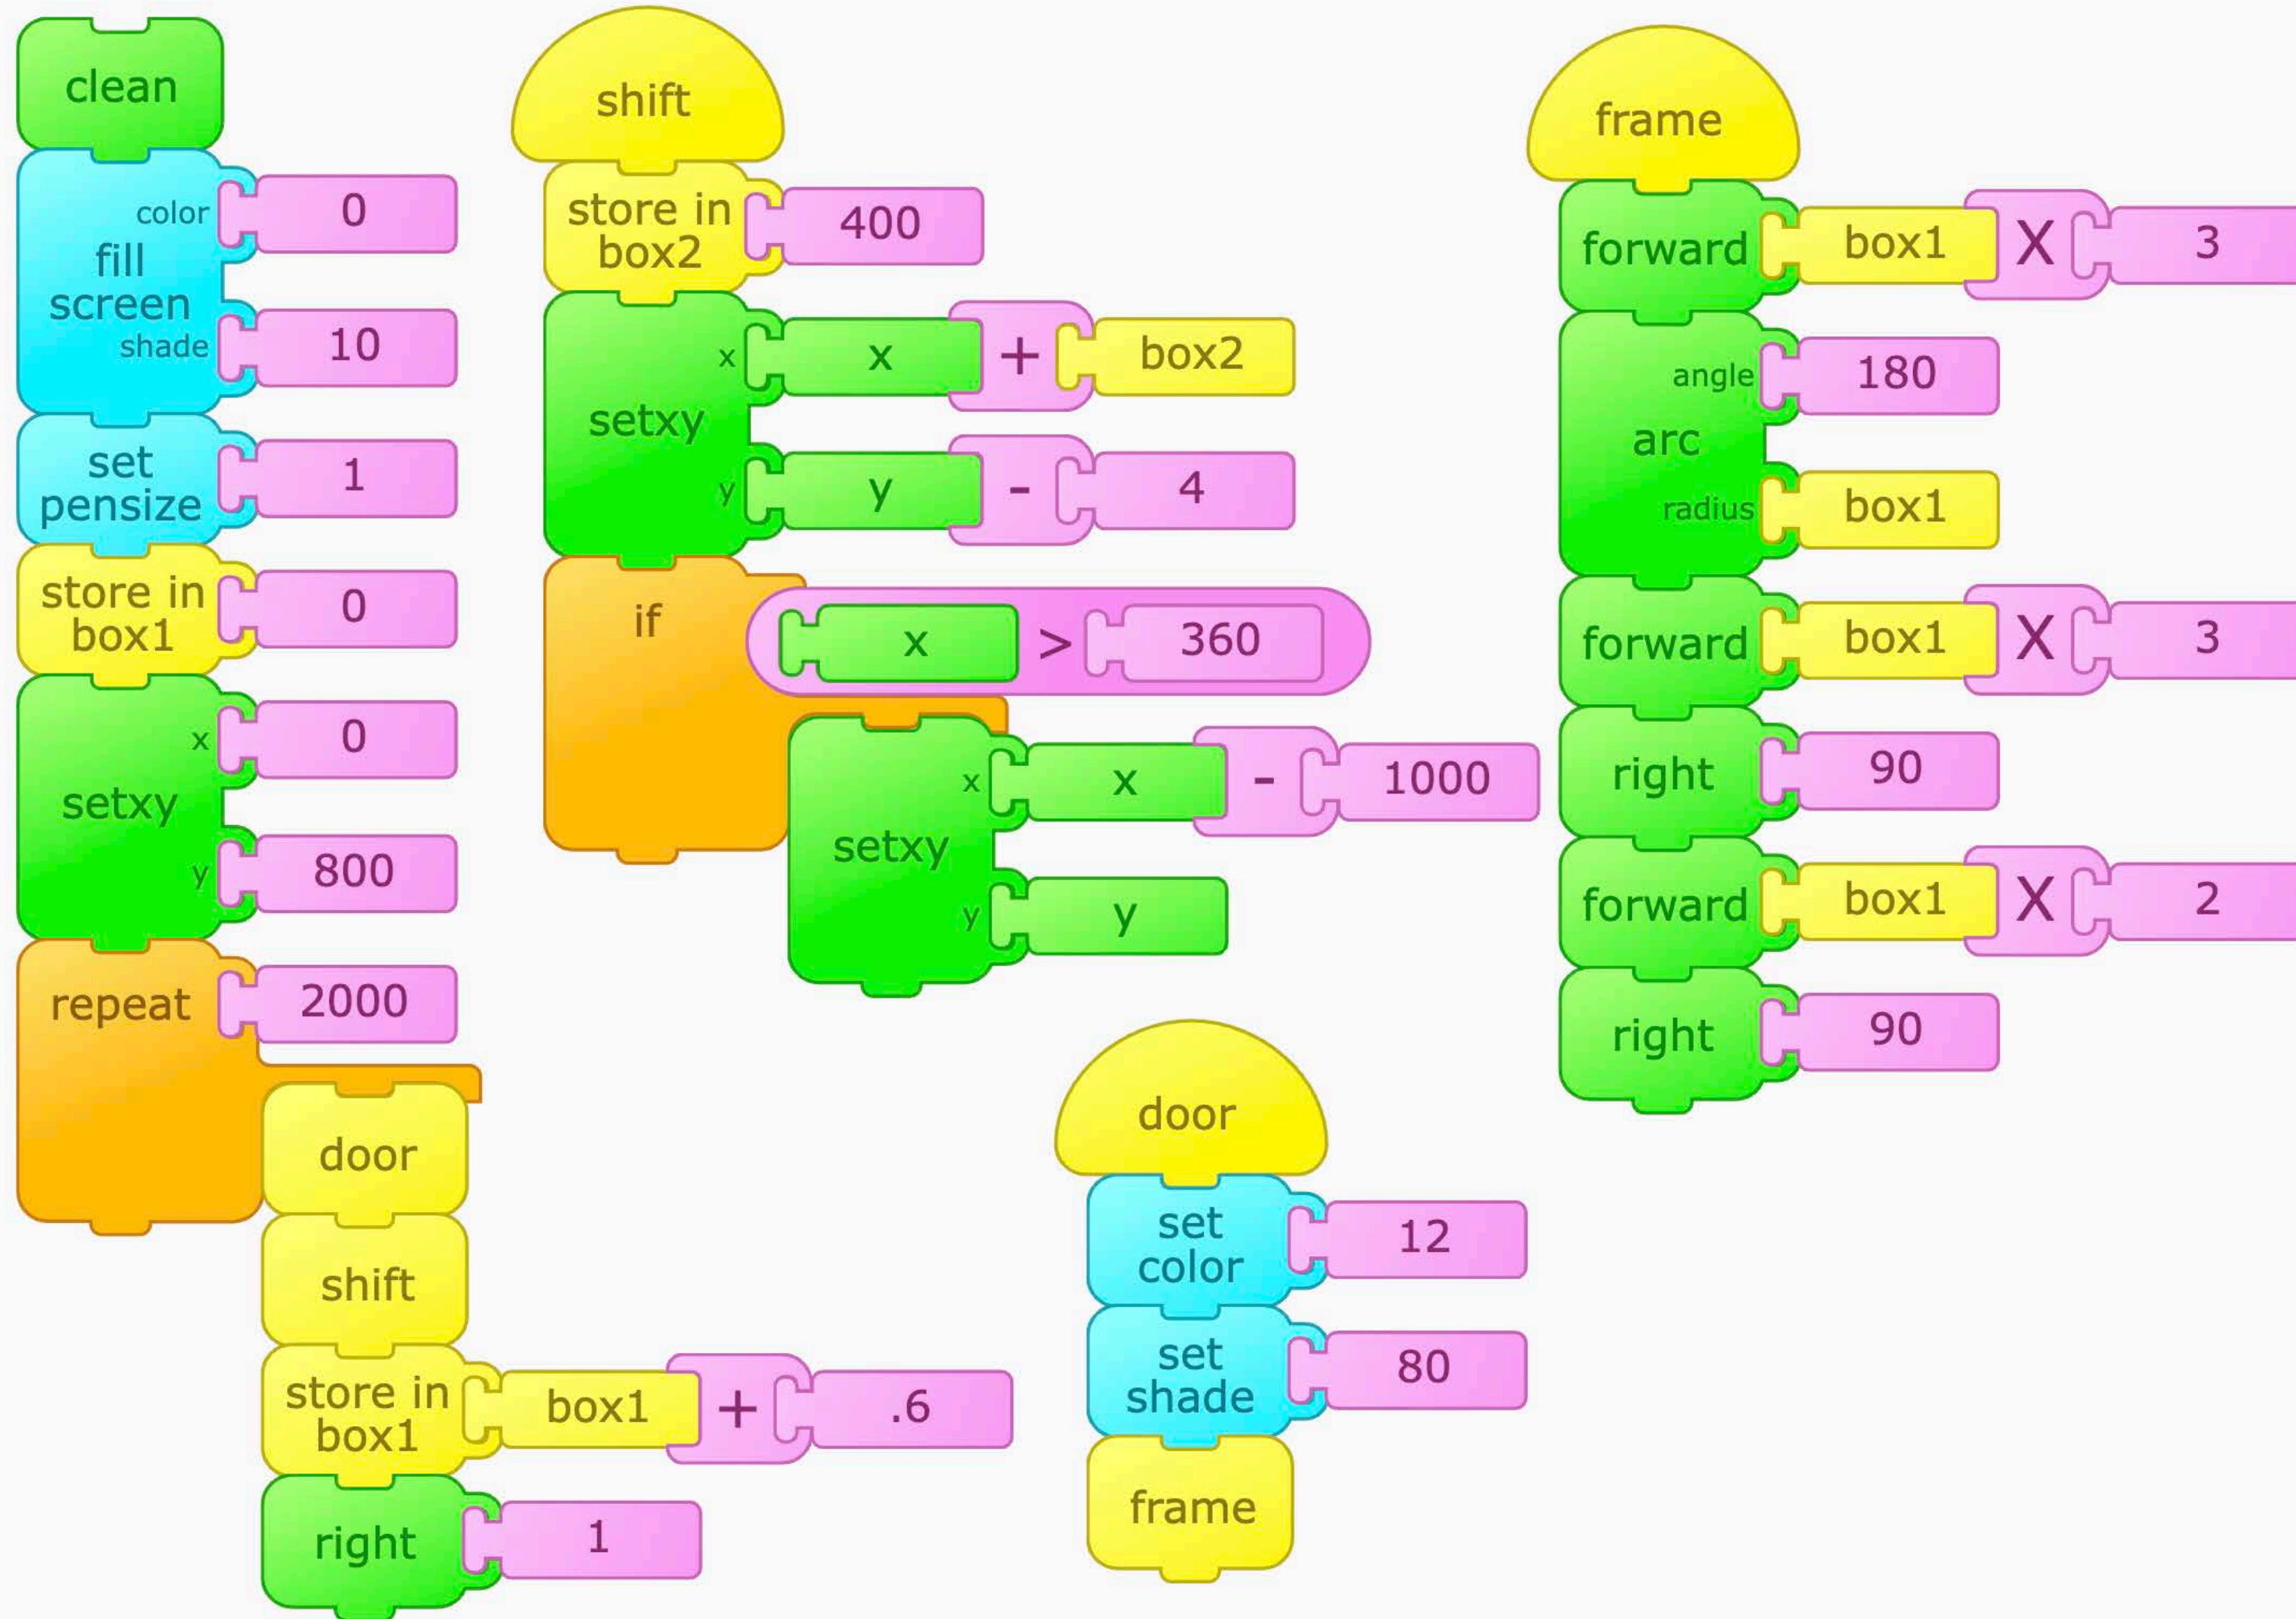 clean
color 0
fill
screen
shade 10
set
pensize 1
store in
box1 0
x 0
setxy
y 800
repeat 2000
door
shift
store in
box1 box1 + .6
right 1
shift
store in
box2 400
x x + box2
setxy
y y - 4
if x > 360
x x - 1000
setxy
y y
door
set
color 12
set
shade 80
frame
frame
forward box1 X 3
angle 180
arc
radius box1
forward box1 X 3
right 90
forward box1 X 2
right 90